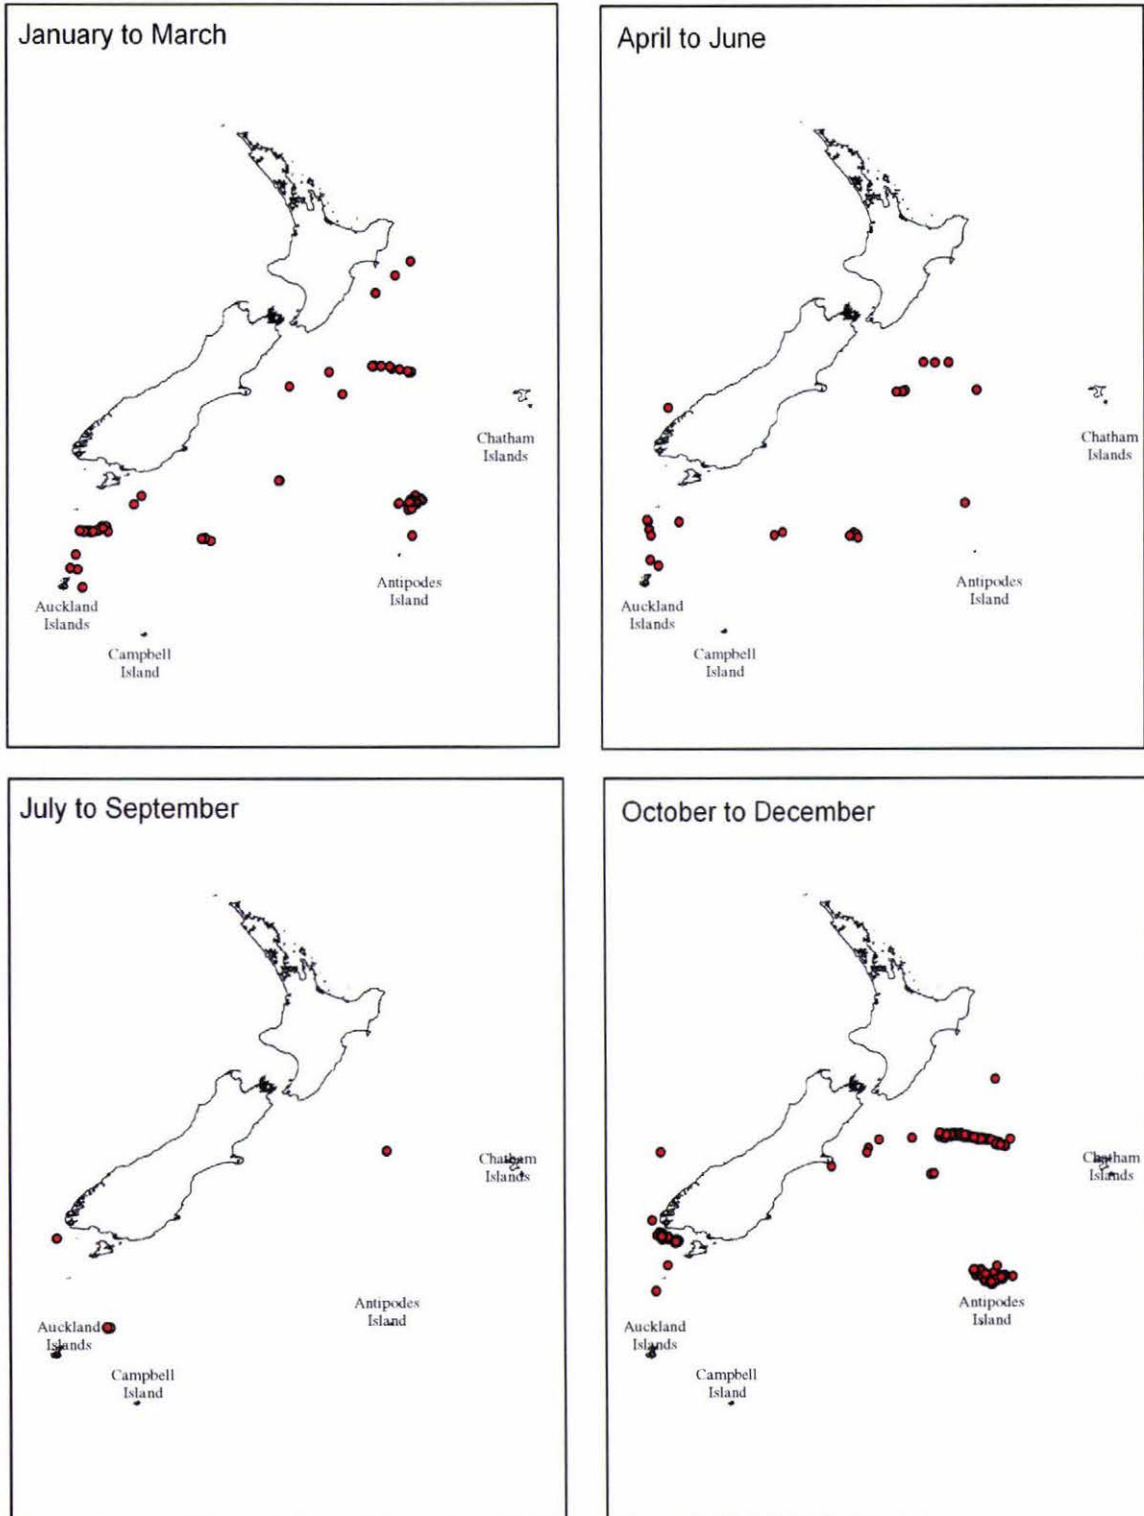 January to March
Chatham
Islands
Antipodes
Island
Auckland
Islands
Campbell
Island
April to June
Chatham
Islands
Antipodes
Island
Auckland
Islands
Campbell
Island
July to September
Chatham
Islands
Antipodes
Island
Auckland
Islands
Campbell
Island
October to December
Chatham
Islands
Antipodes
Island
Auckland
Islands
Campbell
Island